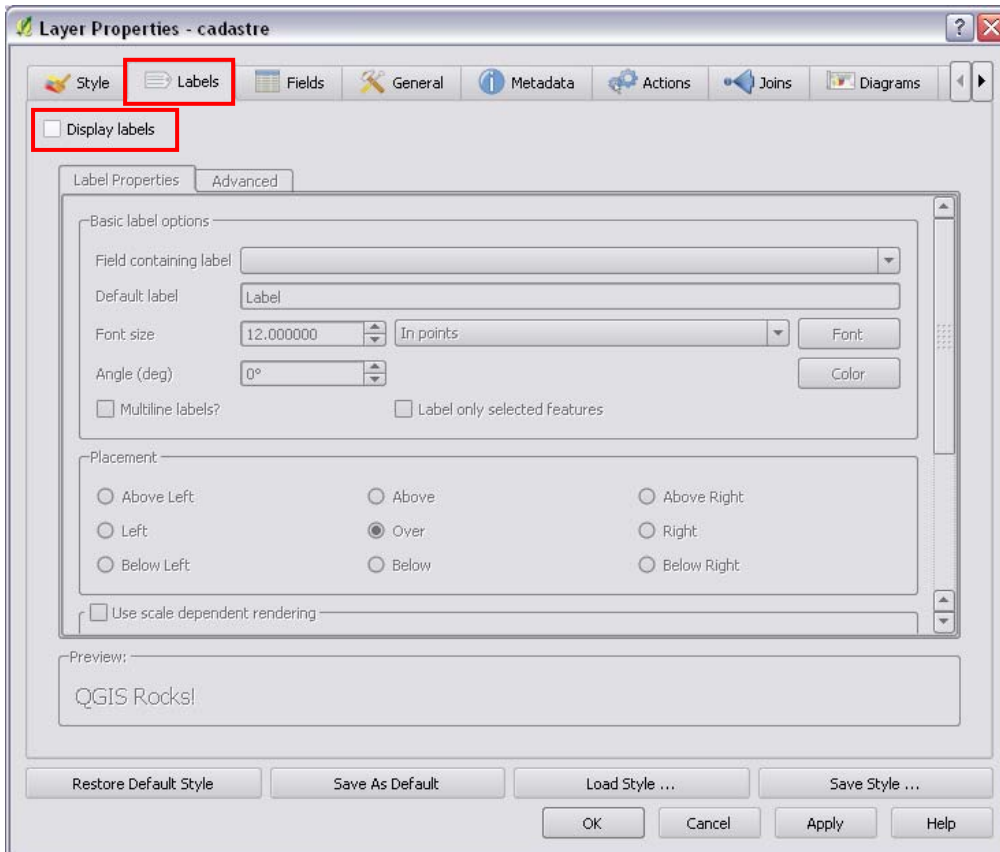 Layer Properties - cadastre
Style Labels Fields General Metadata Actions Joins Diagrams
Display labels
Label Properties Advanced
Basic label options
Field containing label
Default label Label
Font size 12.000000 In points Font
Angle (deg) 0° Color
Multiline labels? Label only selected features
Placement
Above Left Above Above Right
Left Over Right
Below Left Below Below Right
Use scale dependent rendering
Preview:
QGIS Rocks!
Restore Default Style Save As Default Load Style ... Save Style ...
OK Cancel Apply Help